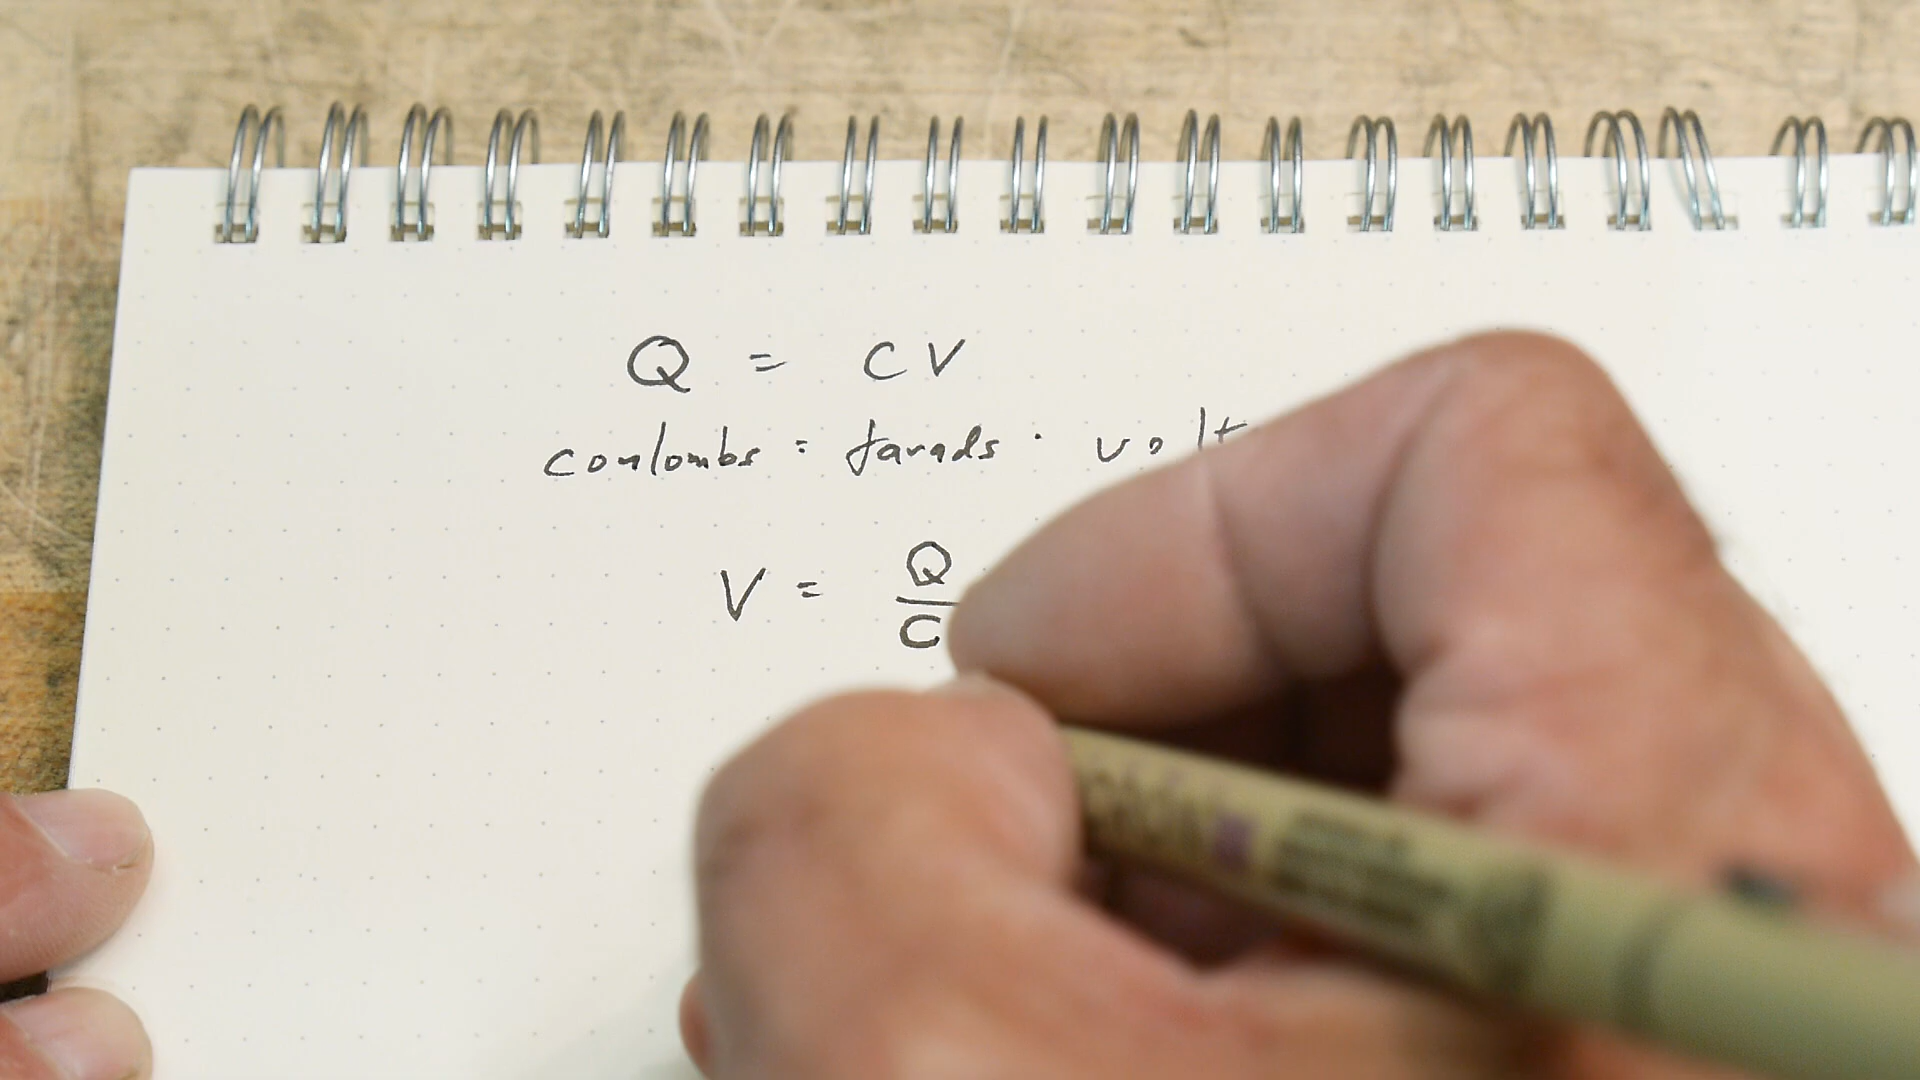 Q = CV
coulombs = farads · volt
V = Q/C